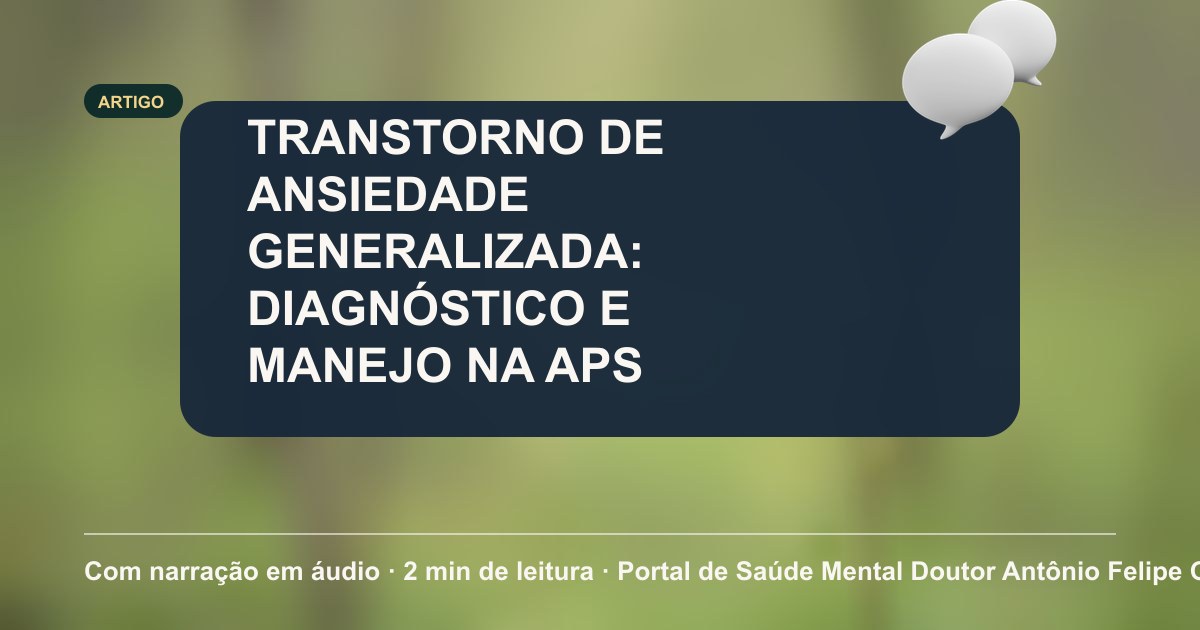 ARTIGO
TRANSTORNO DE
ANSIEDADE
GENERALIZADA:
DIAGNÓSTICO E
MANEJO NA APS
Com narração em áudio · 2 min de leitura · Portal de Saúde Mental Doutor Antônio Felipe